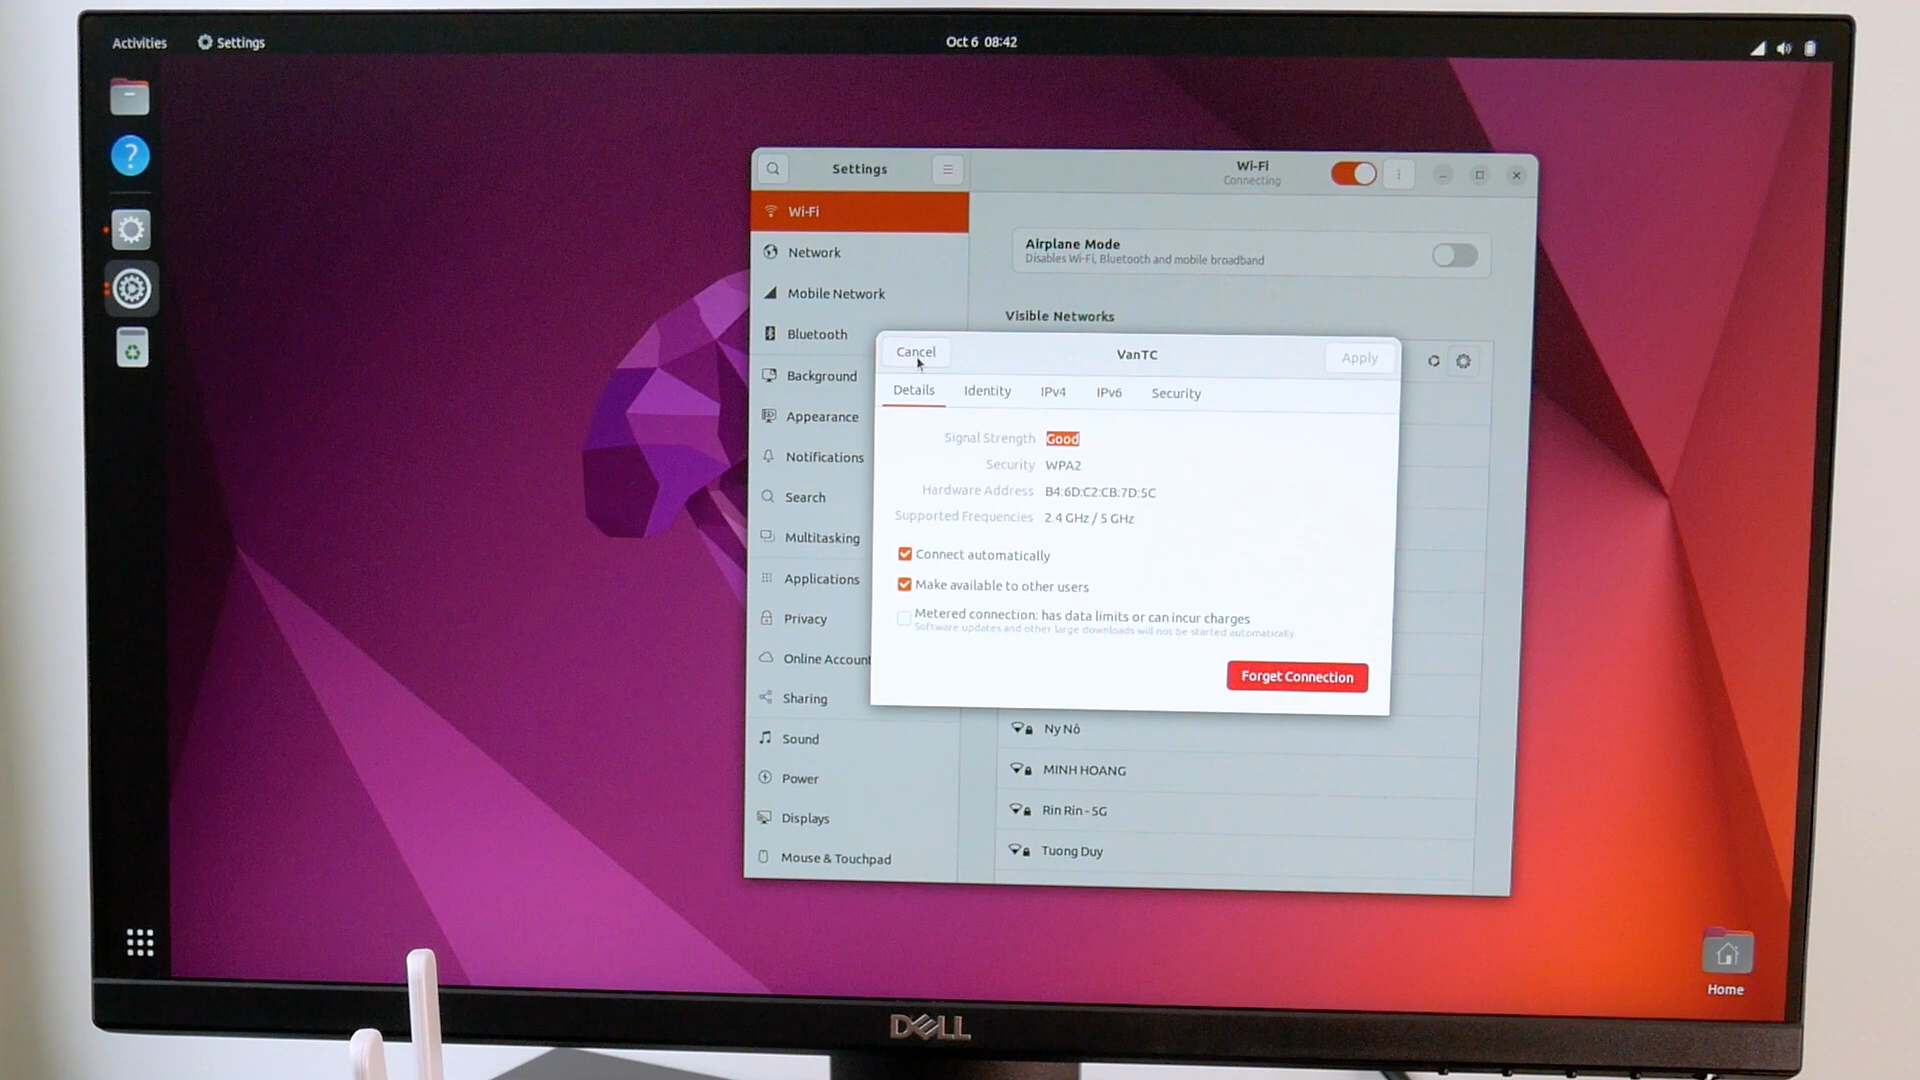 Activities
Settings
Oct 6 08:42
Settings
Wi-Fi
Connecting
Wi-Fi
Network
Mobile Network
Bluetooth
Background
Appearance
Notifications
Search
Multitasking
Applications
Privacy
Online Account
Sharing
Sound
Power
Displays
Mouse & Touchpad
Airplane Mode
Disables Wi-Fi, Bluetooth and mobile broadband
Visible Networks
Cancel
VanTC
Apply
Details
Identity
IPv4
IPv6
Security
Signal Strength Good
Security WPA2
Hardware Address B4:6D:C2:CB:7D:5C
Supported Frequencies 2.4 GHz / 5 GHz
Connect automatically
Make available to other users
Metered connection: has data limits or can incur charges
Software updates and other large downloads will not be started automatically.
Forget Connection
Ny Nô
MINH HOANG
Rin Rin - 5G
Tuong Duy
Home
DELL